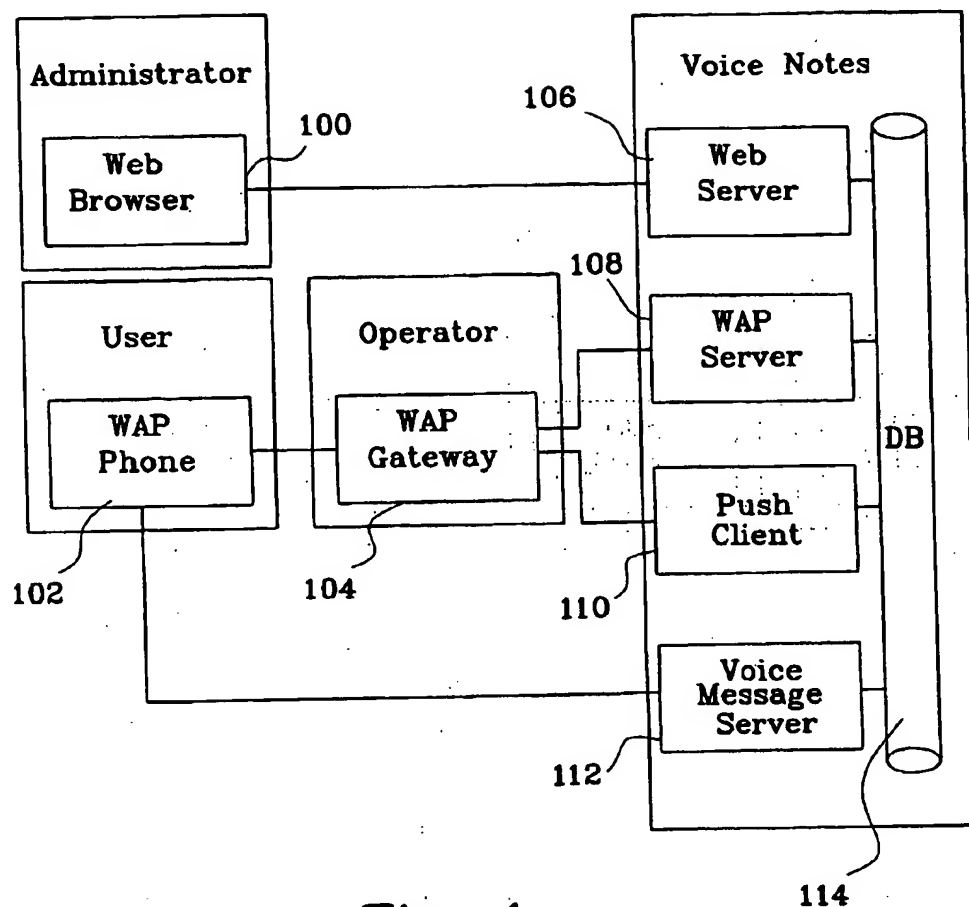 Administrator
Voice Notes
106
100
Web
Browser
Web
Server
108
User
Operator
WAP
Server
WAP
Phone
WAP
Gateway
DB
Push
Client
102
104
110
Voice
Message
Server
112
114